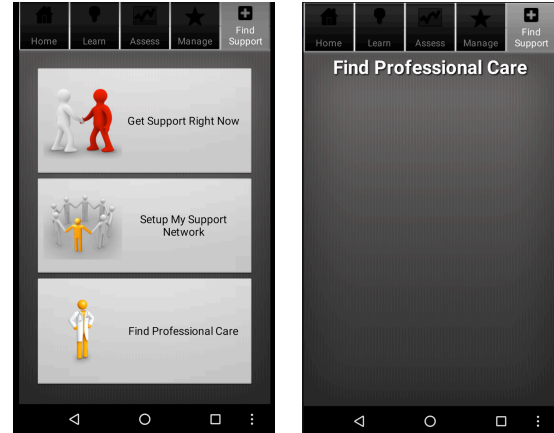 Find
Home Learn Assess Manage Support
Get Support Right Now
Setup My Support
Network
Find Professional Care
Find
Home Learn Assess Manage Support
Find Professional Care